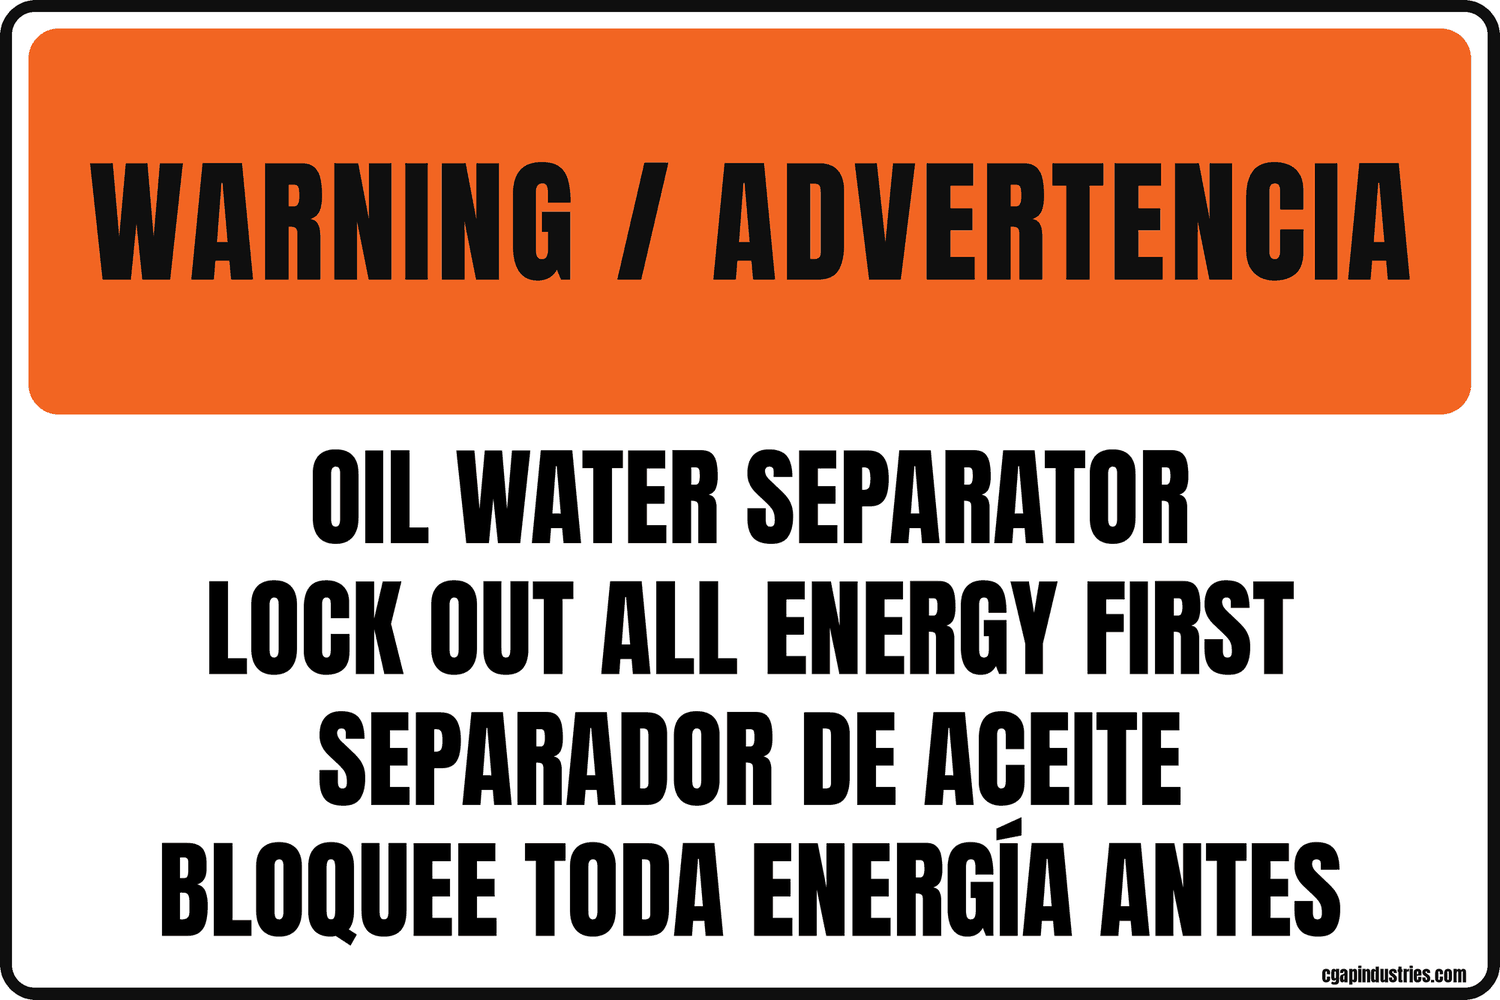 WARNING / ADVERTENCIA
OIL WATER SEPARATOR
LOCK OUT ALL ENERGY FIRST
SEPARADOR DE ACEITE
BLOQUEE TODA ENERGÍA ANTES
cgapindustries.com